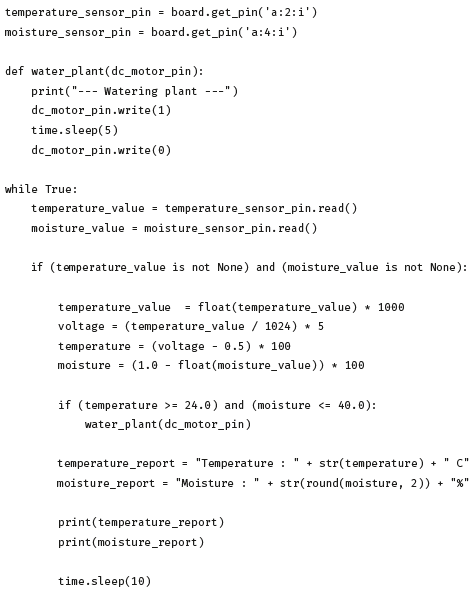 temperature_sensor_pin = board.get_pin('a:2:i')
moisture_sensor_pin = board.get_pin('a:4:i')

def water_plant(dc_motor_pin):
    print("--- Watering plant ---")
    dc_motor_pin.write(1)
    time.sleep(5)
    dc_motor_pin.write(0)

while True:
    temperature_value = temperature_sensor_pin.read()
    moisture_value = moisture_sensor_pin.read()

    if (temperature_value is not None) and (moisture_value is not None):

        temperature_value  = float(temperature_value) * 1000
        voltage = (temperature_value / 1024) * 5
        temperature = (voltage - 0.5) * 100
        moisture = (1.0 - float(moisture_value)) * 100

        if (temperature >= 24.0) and (moisture <= 40.0):
            water_plant(dc_motor_pin)

        temperature_report = "Temperature : " + str(temperature) + " C"
        moisture_report = "Moisture : " + str(round(moisture, 2)) + "%"

        print(temperature_report)
        print(moisture_report)

        time.sleep(10)